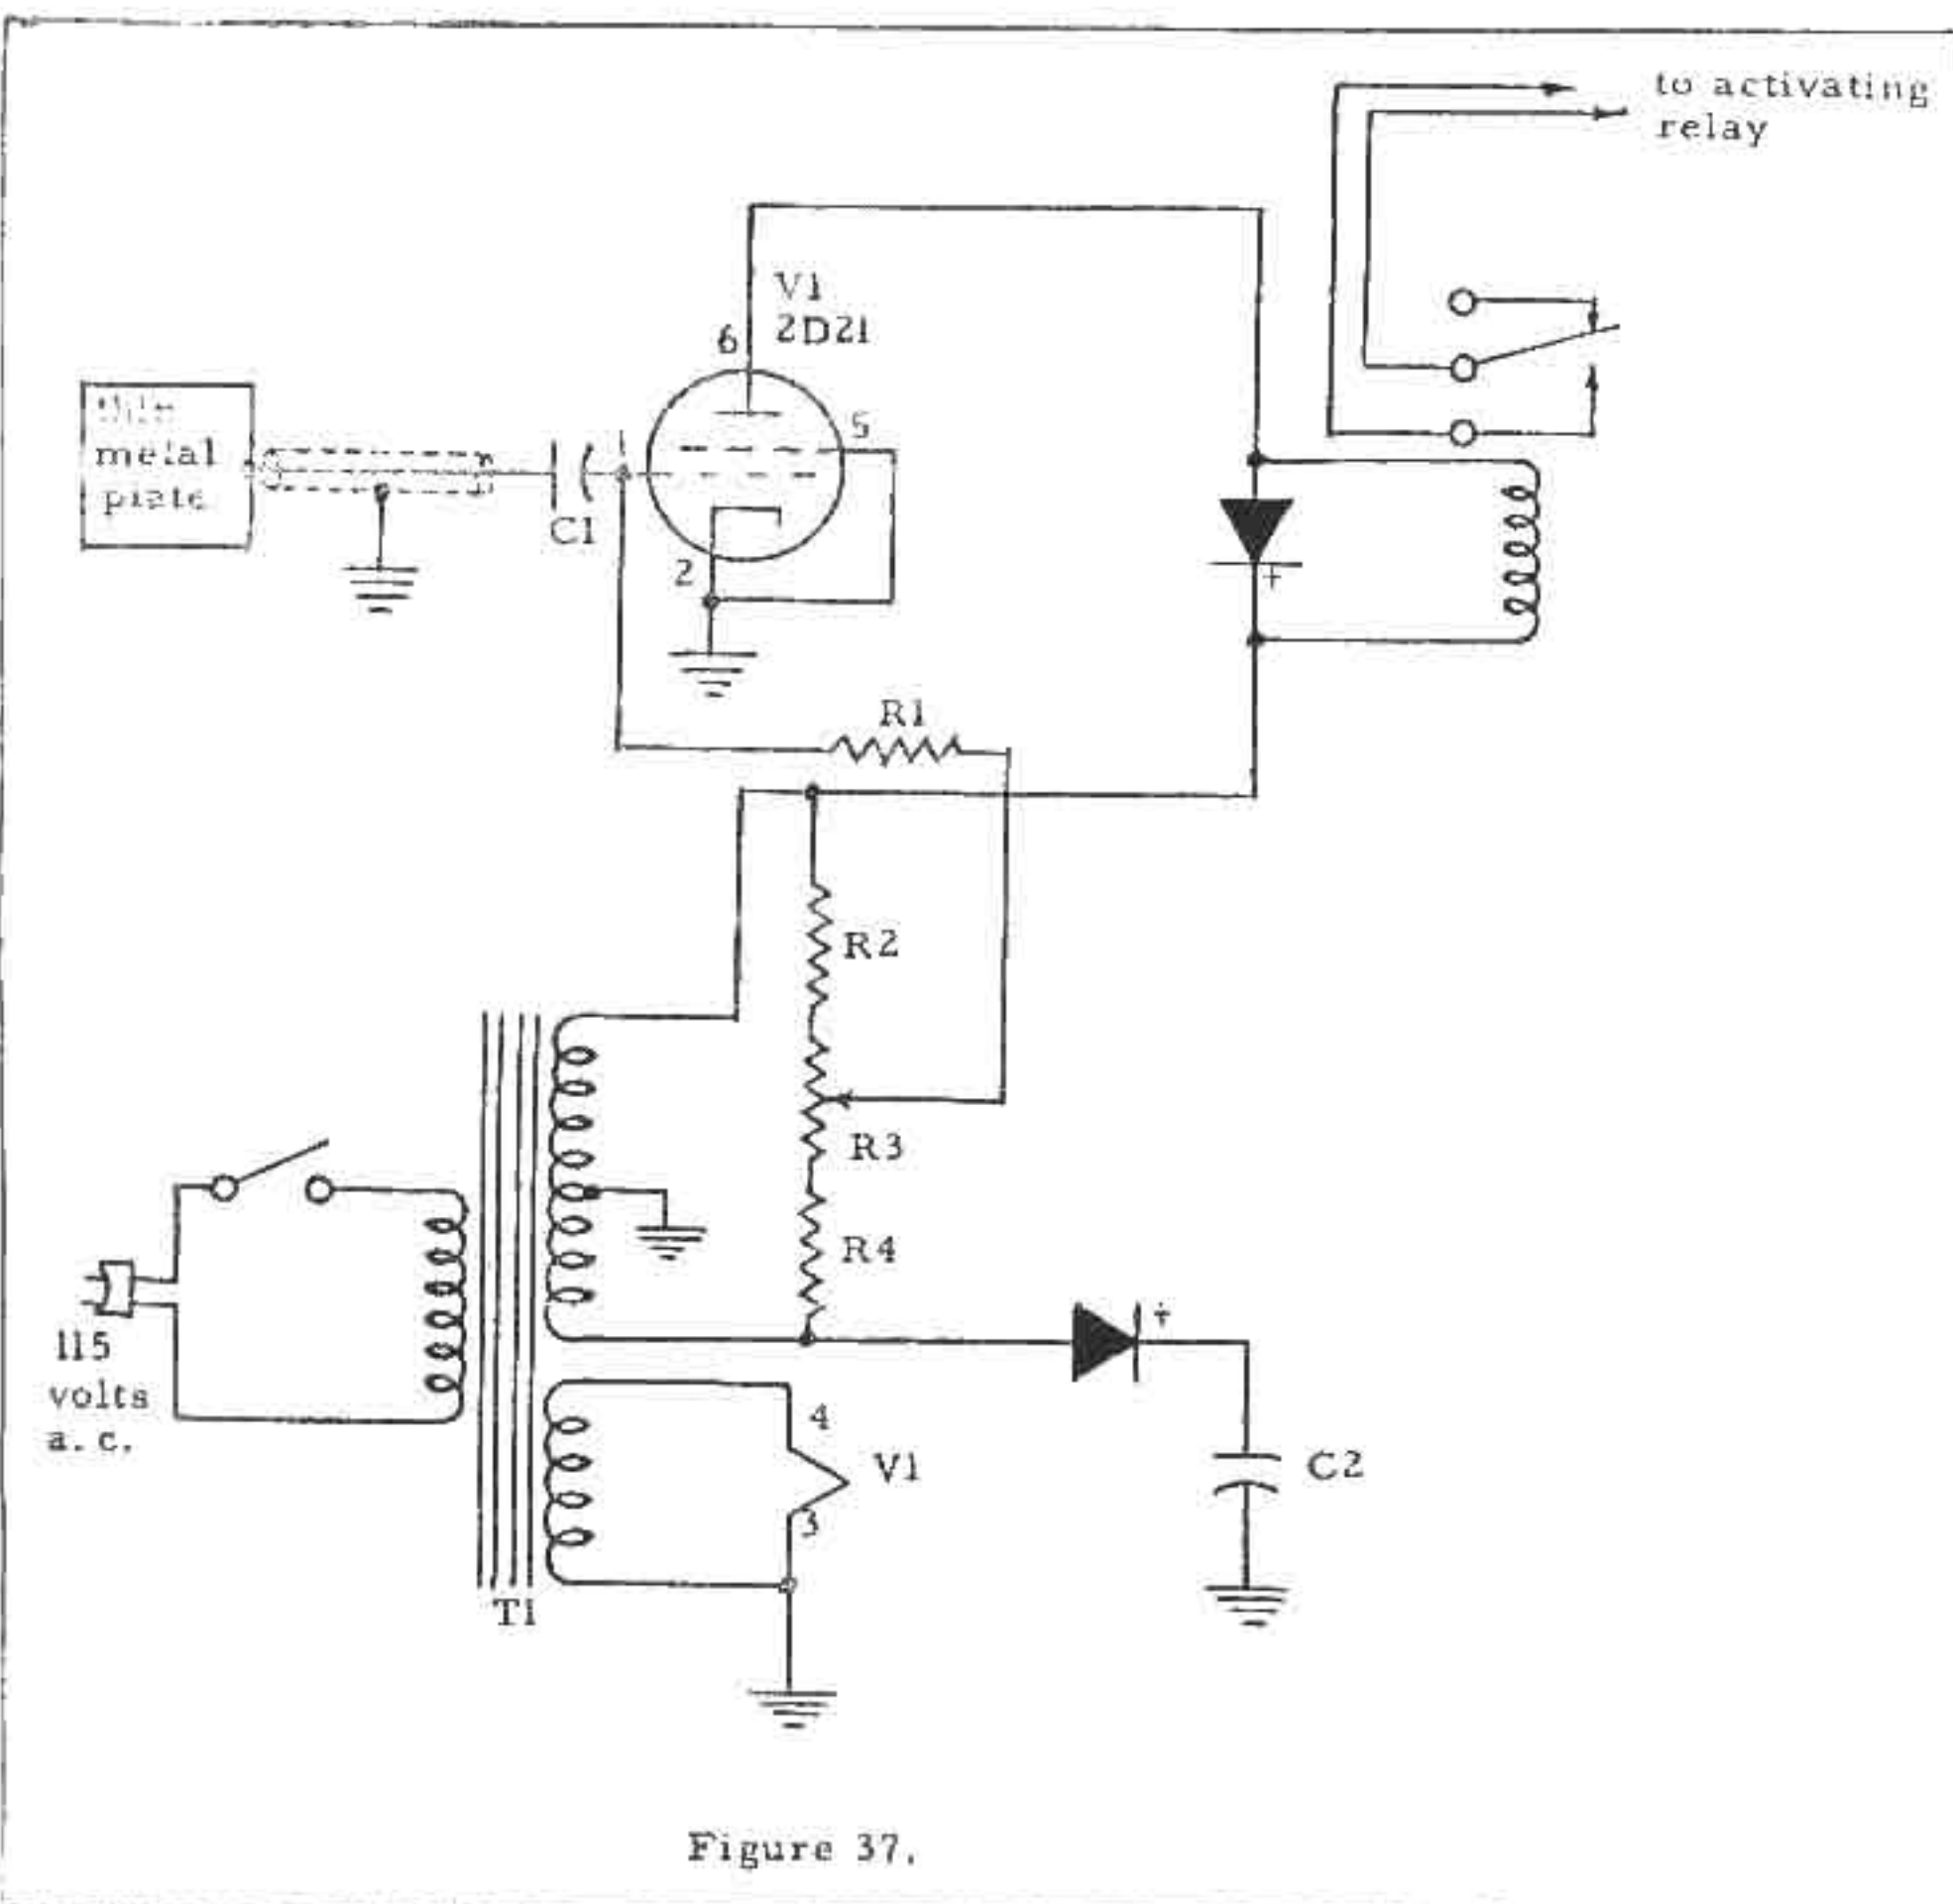 to activating
relay
V1
2D21
6
5
metal
plate
C1
2
R1
R2
R3
R4
+
+
115
volts
a.c.
4
V1
3
C2
T1
Figure 37.